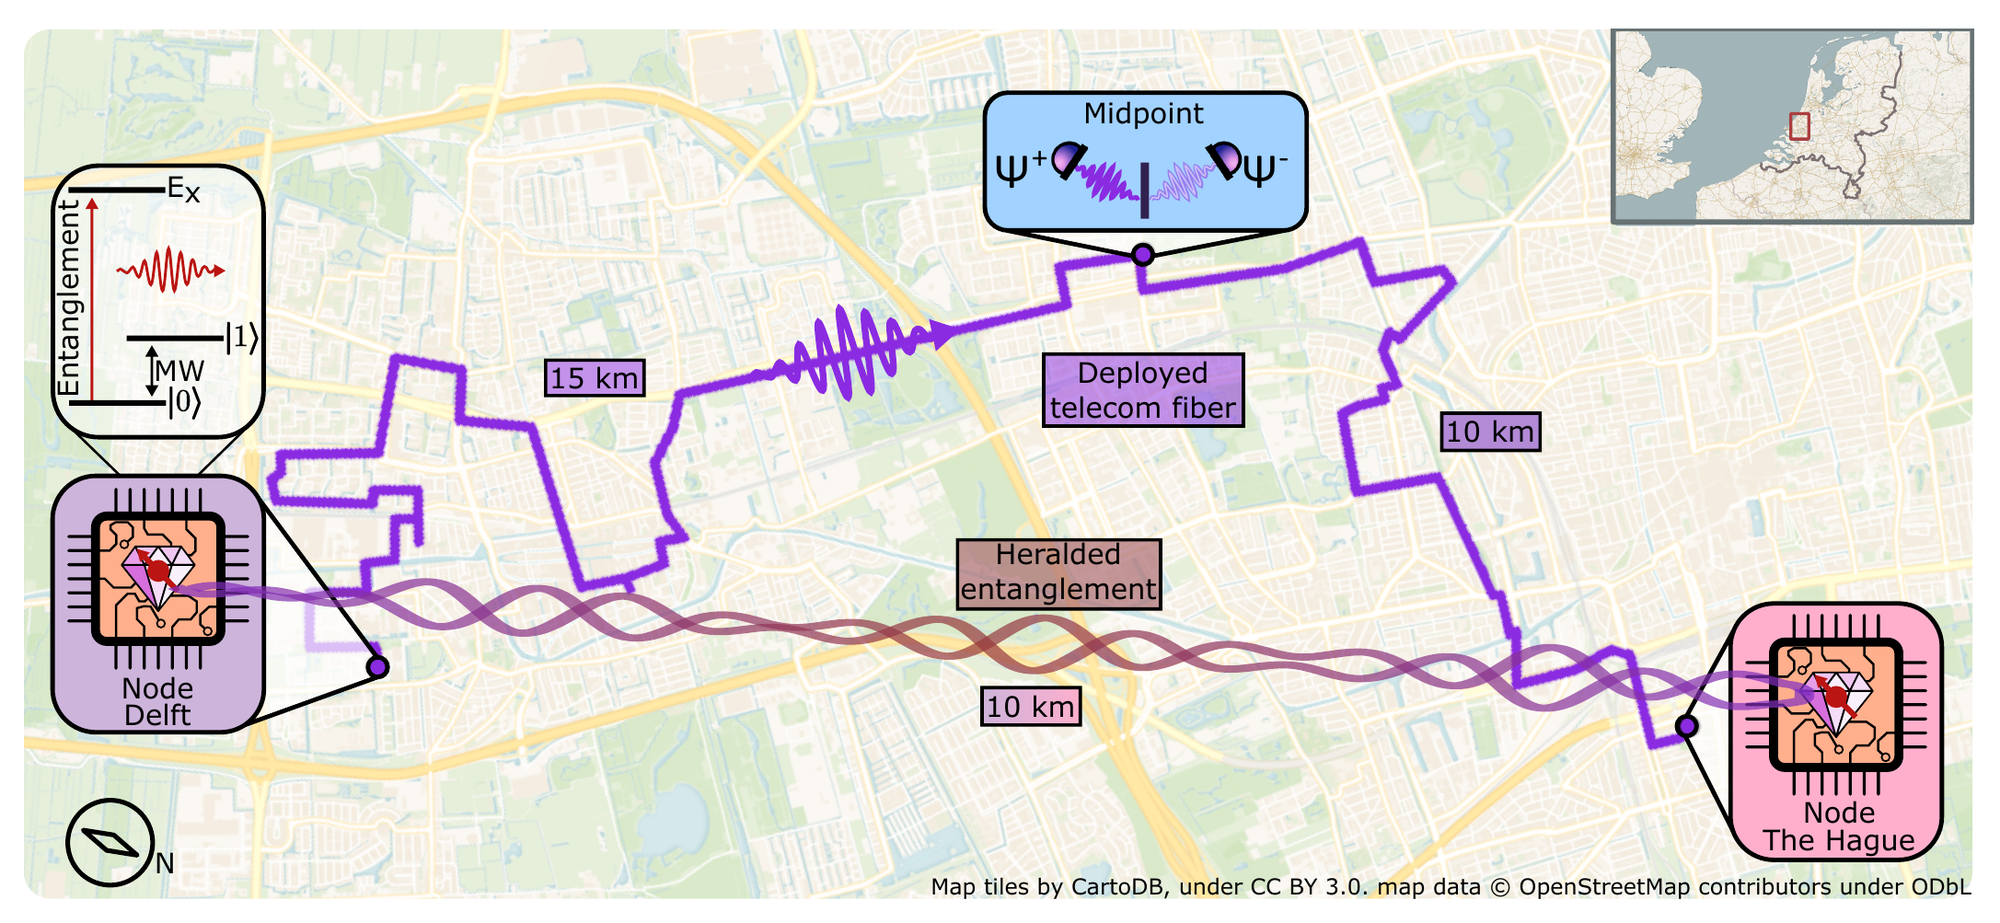 Midpoint
Ψ⁺ Ψ⁻
Eₓ
Entanglement
|1⟩
MW
|0⟩
15 km
Deployed
telecom fiber
10 km
Heralded
entanglement
10 km
Node
Delft
Node
The Hague
N
Map tiles by CartoDB, under CC BY 3.0. map data © OpenStreetMap contributors under ODbL